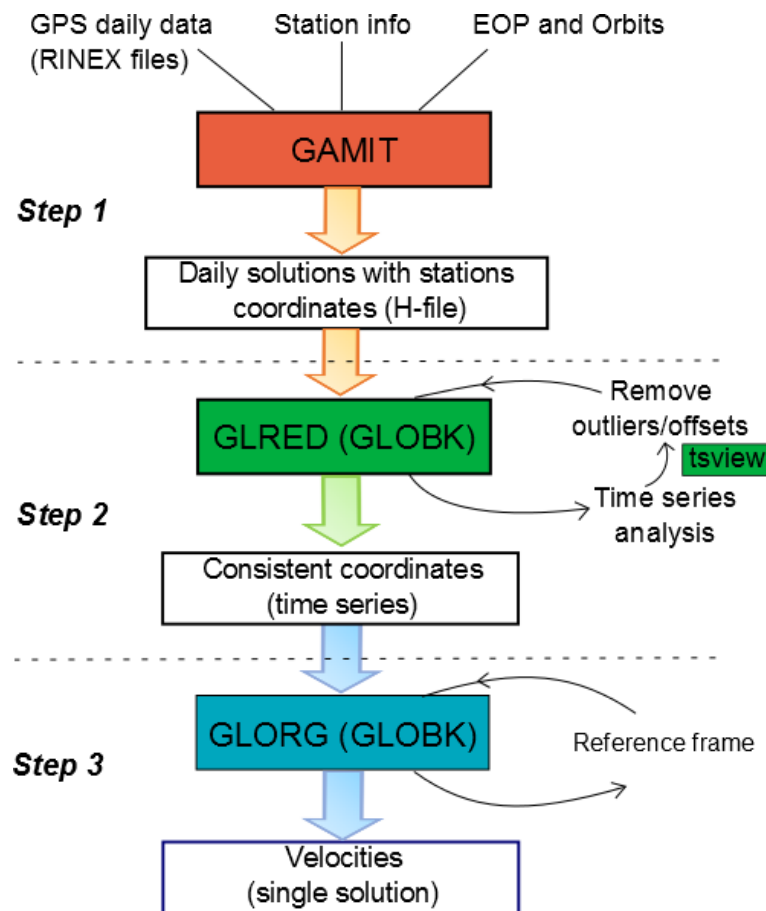 GPS daily data
(RINEX files)
Station info
EOP and Orbits
GAMIT
Step 1
Daily solutions with stations
coordinates (H-file)
GLRED (GLOBK)
Remove
outliers/offsets
tsview
Time series
analysis
Step 2
Consistent coordinates
(time series)
GLORG (GLOBK)
Reference frame
Step 3
Velocities
(single solution)